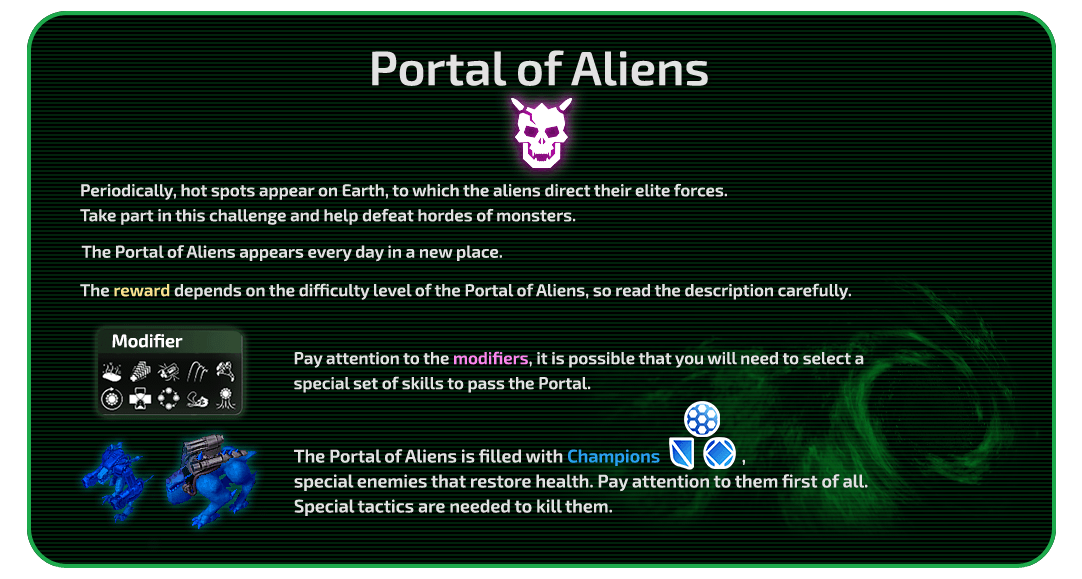 Portal of Aliens
Periodically, hot spots appear on Earth, to which the aliens direct their elite forces.
Take part in this challenge and help defeat hordes of monsters.
The Portal of Aliens appears every day in a new place.
The reward depends on the difficulty level of the Portal of Aliens, so read the description carefully.
Modifier
Pay attention to the modifiers, it is possible that you will need to select a
special set of skills to pass the Portal.
The Portal of Aliens is filled with Champions ,
special enemies that restore health. Pay attention to them first of all.
Special tactics are needed to kill them.